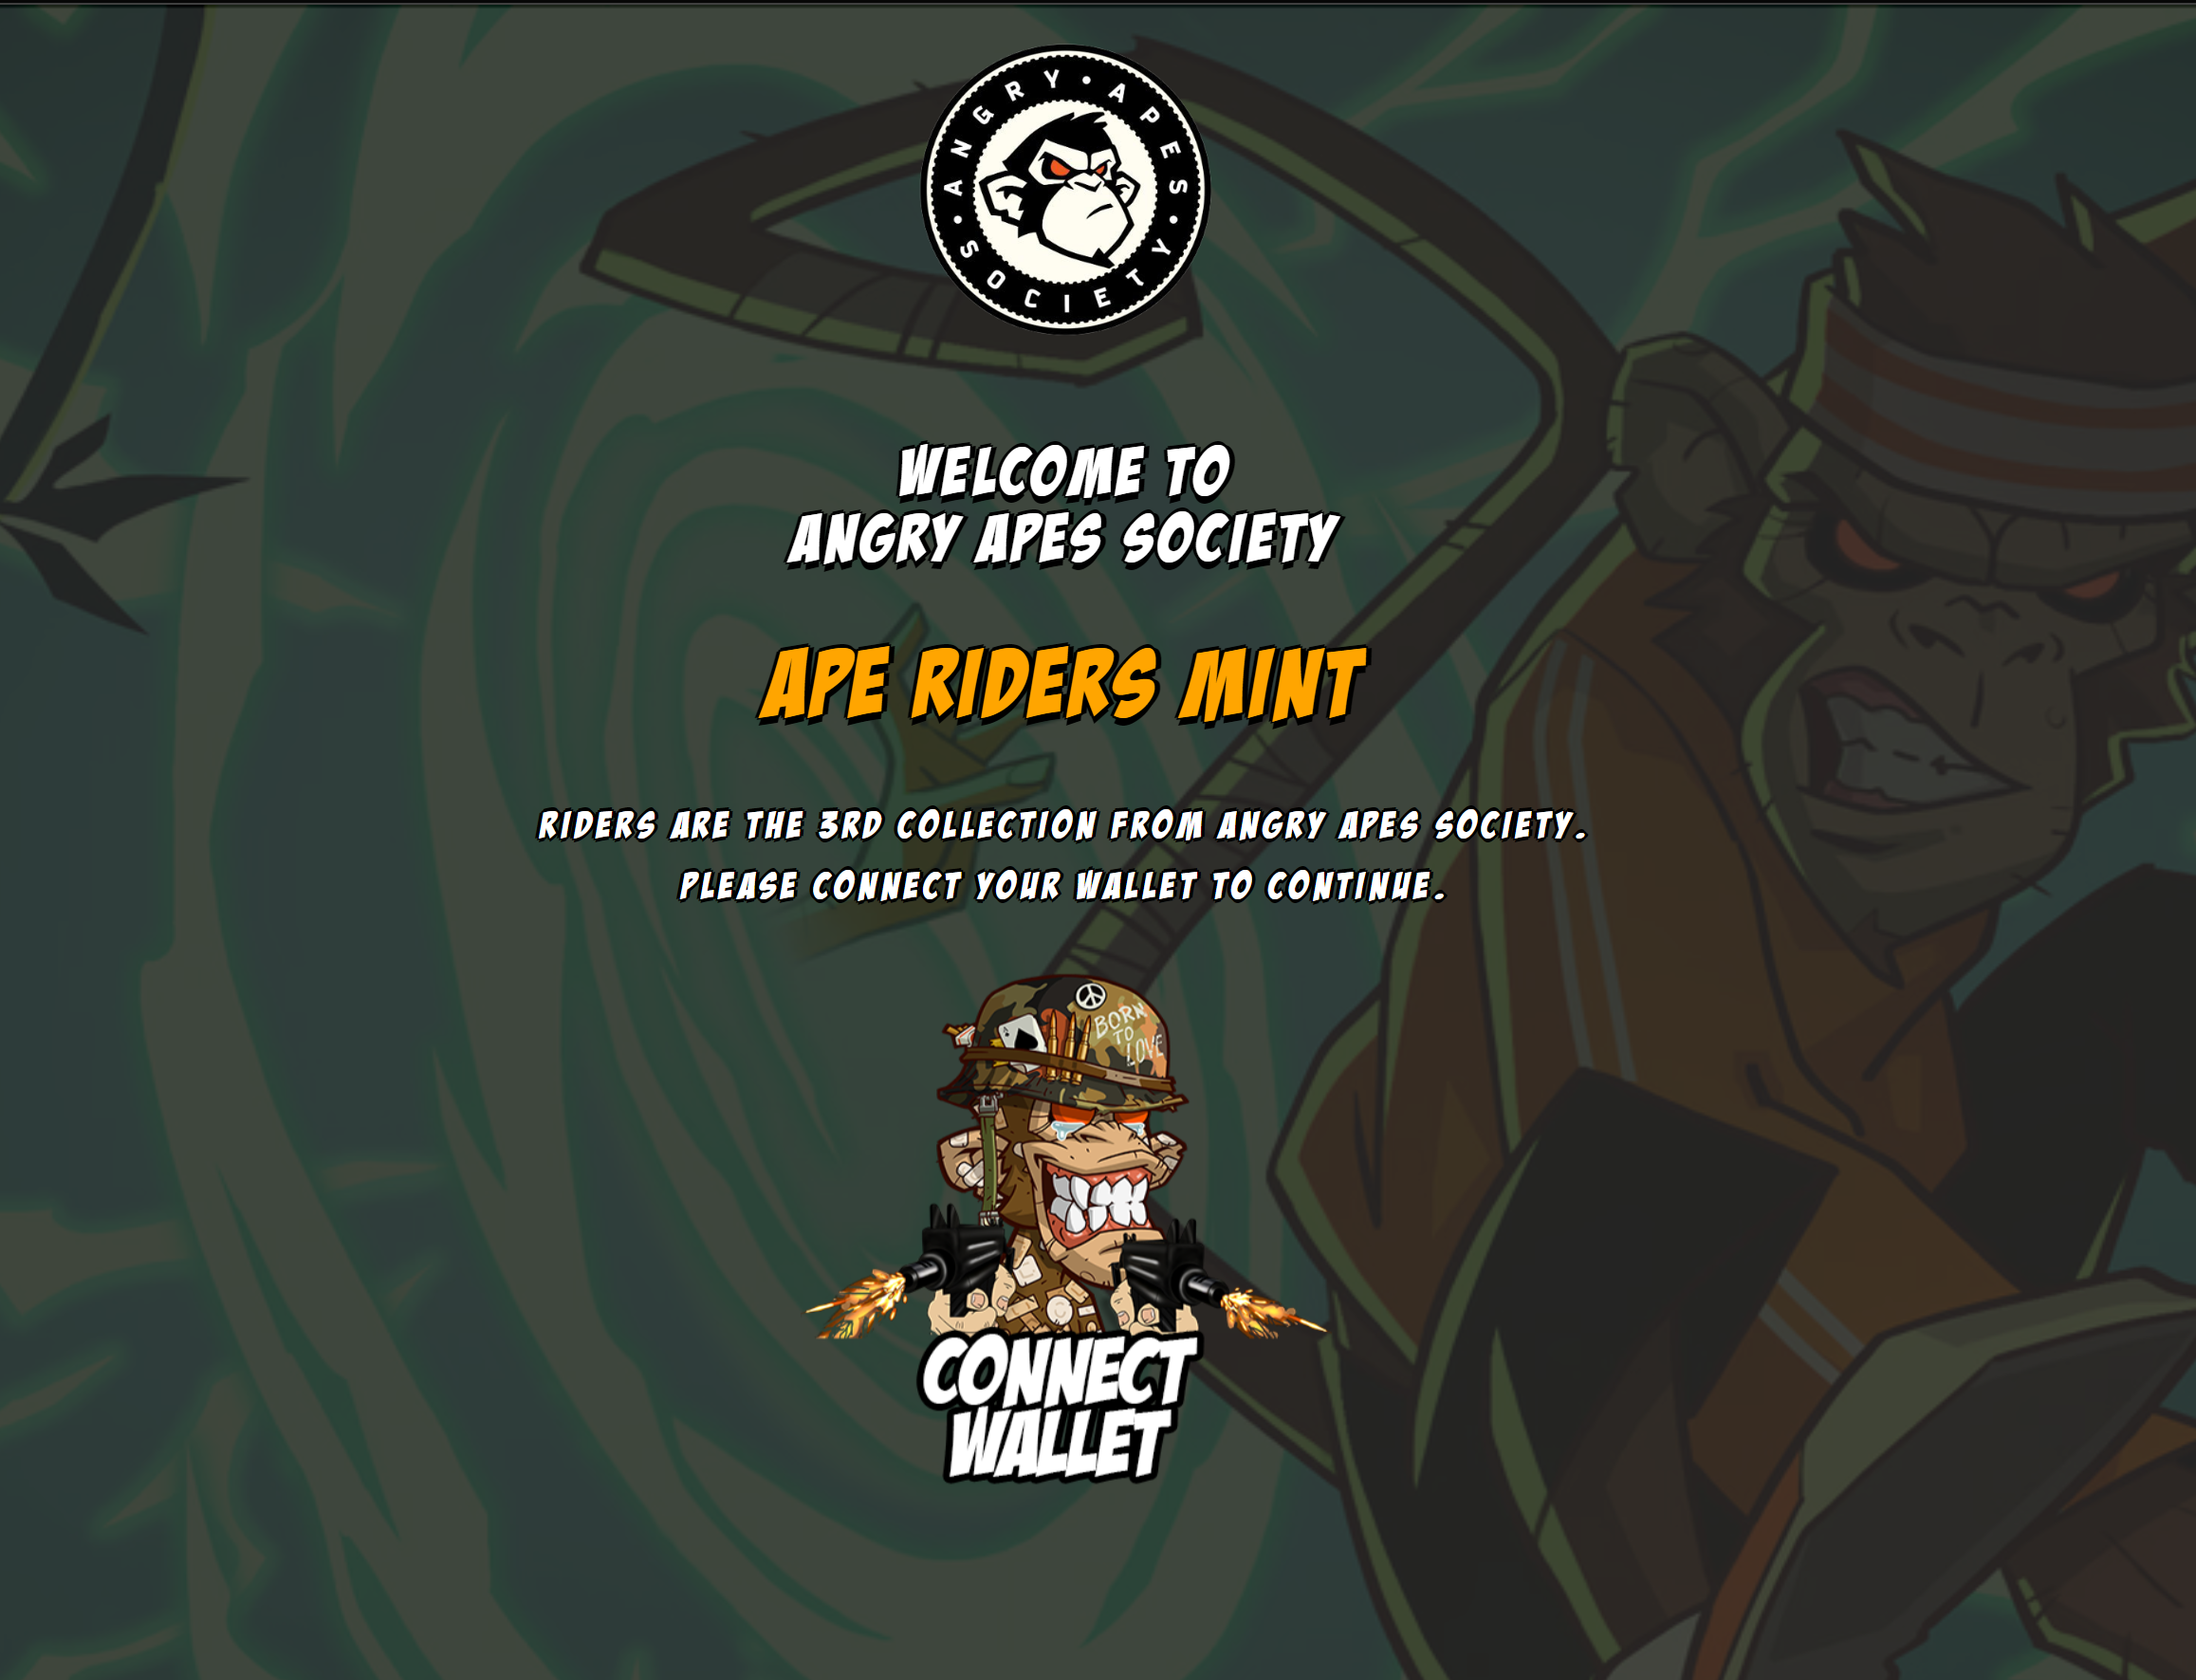 ANGRY • APES • SOCIETY •
WELCOME TO
ANGRY APES SOCIETY
APE RIDERS MINT
RIDERS ARE THE 3RD COLLECTION FROM ANGRY APES SOCIETY.
PLEASE CONNECT YOUR WALLET TO CONTINUE.
BORN
TO
LOVE
CONNECT
WALLET